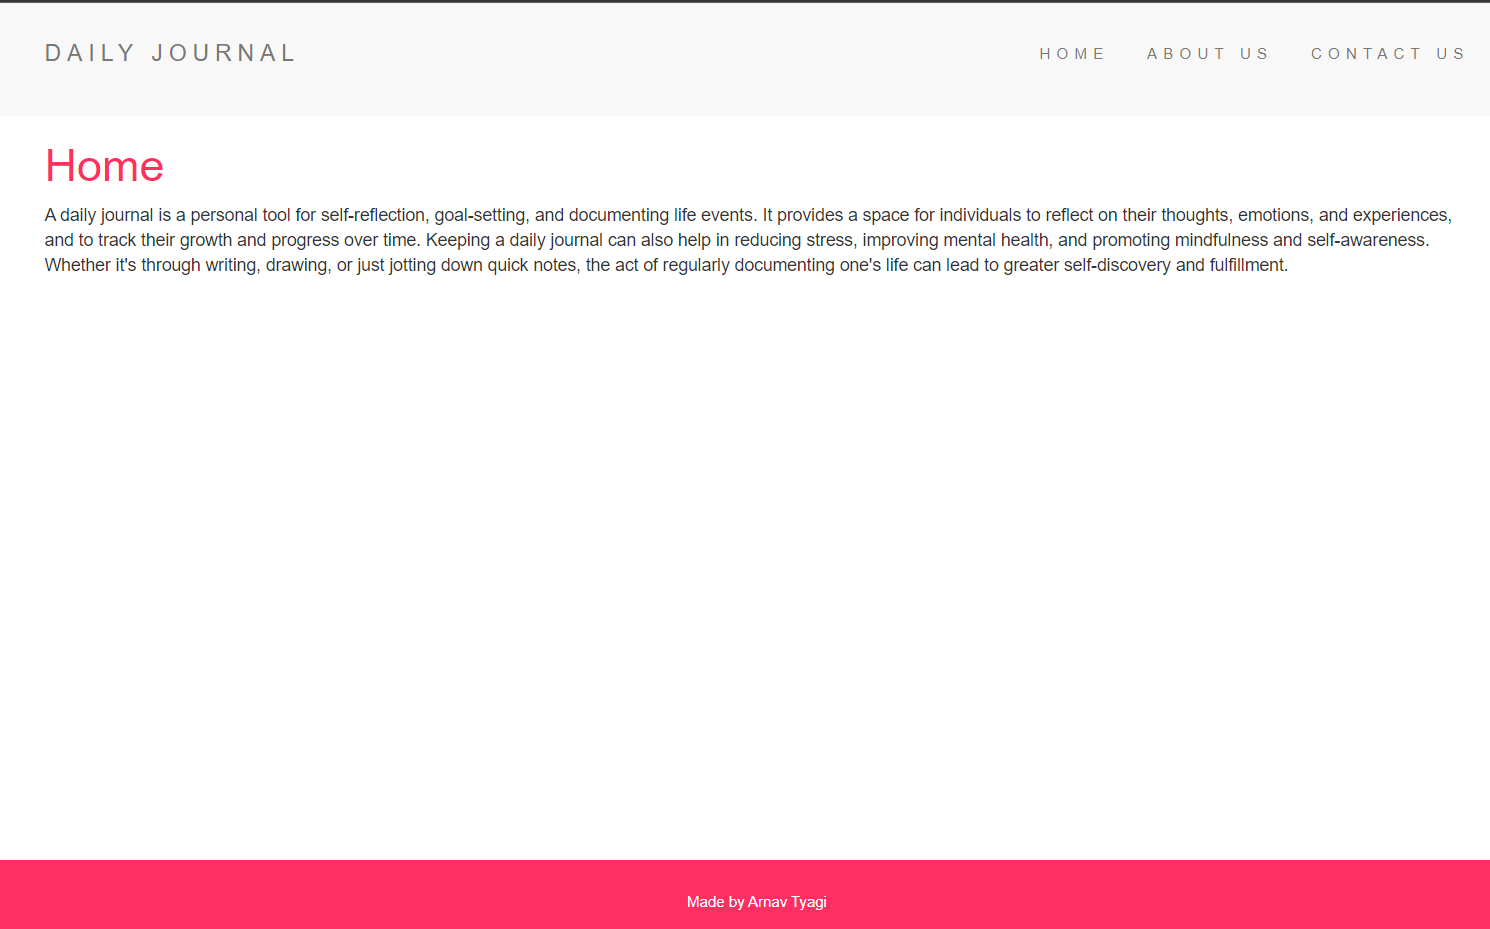 DAILY JOURNAL
HOME ABOUT US CONTACT US
Home
A daily journal is a personal tool for self-reflection, goal-setting, and documenting life events. It provides a space for individuals to reflect on their thoughts, emotions, and experiences,
and to track their growth and progress over time. Keeping a daily journal can also help in reducing stress, improving mental health, and promoting mindfulness and self-awareness.
Whether it's through writing, drawing, or just jotting down quick notes, the act of regularly documenting one's life can lead to greater self-discovery and fulfillment.
Made by Arnav Tyagi